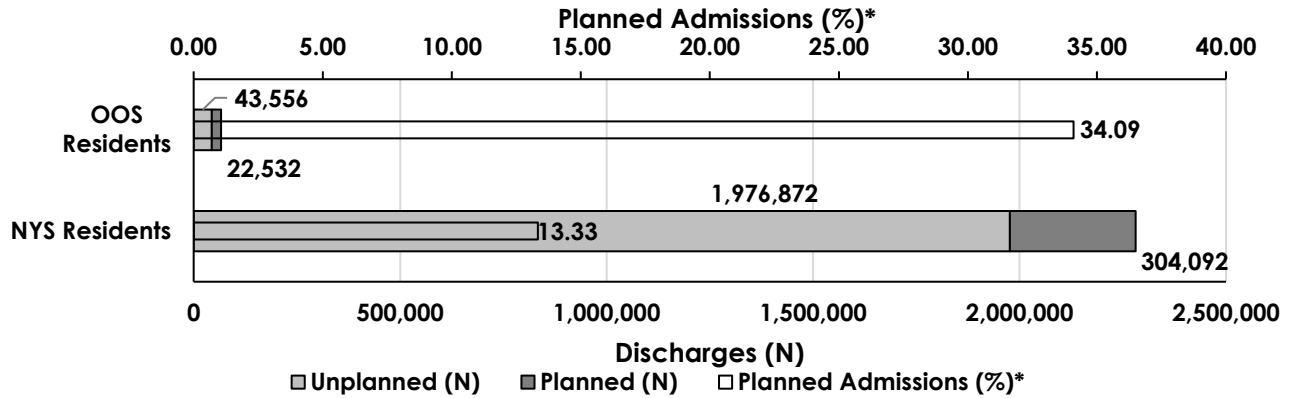 Planned Admissions (%)*
0.00 5.00 10.00 15.00 20.00 25.00 30.00 35.00 40.00
43,556
OOS
Residents
34.09
22,532
1,976,872
NYS Residents
13.33
304,092
0 500,000 1,000,000 1,500,000 2,000,000 2,500,000
Discharges (N)
Unplanned (N) Planned (N) Planned Admissions (%)*